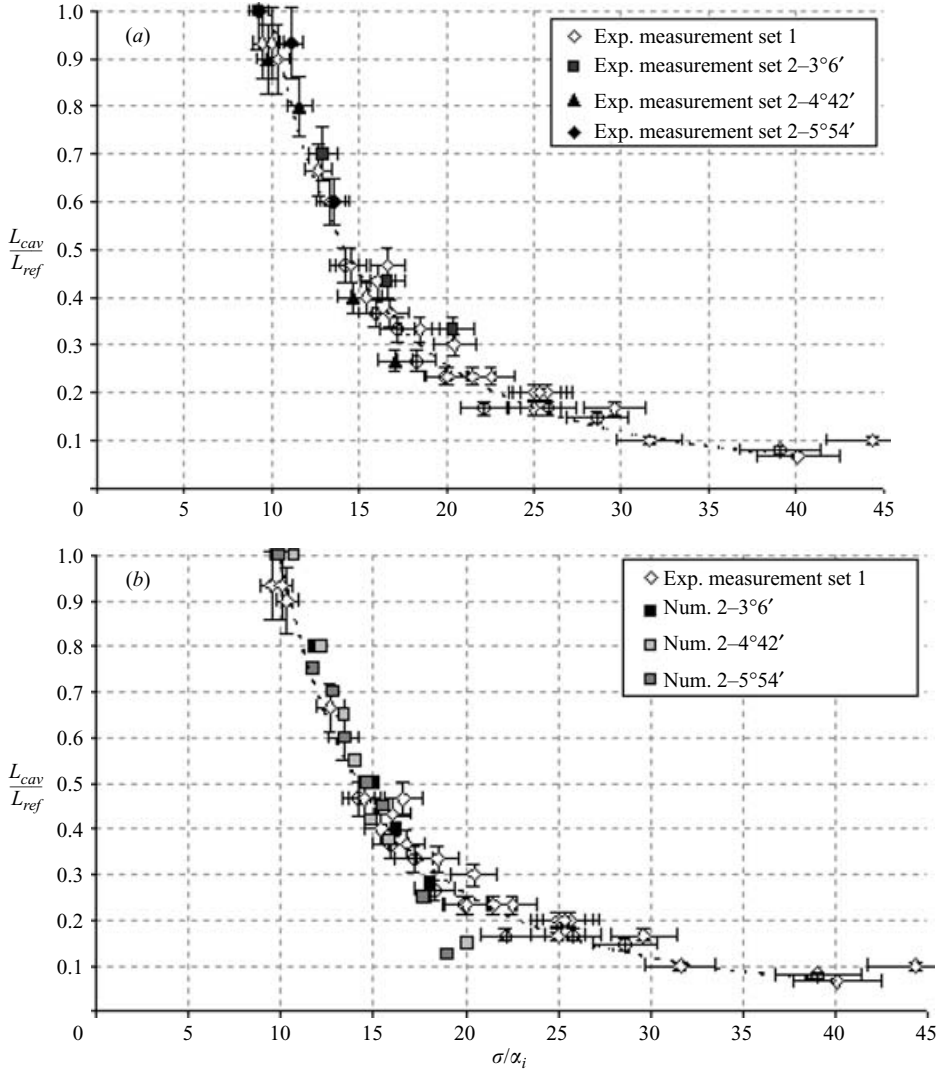 (a)
Exp. measurement set 1
Exp. measurement set 2–3°6′
Exp. measurement set 2–4°42′
Exp. measurement set 2–5°54′
1.0
0.9
0.8
0.7
0.6
0.5
0.4
0.3
0.2
0.1
L_cav
L_ref
0 5 10 15 20 25 30 35 40 45
(b)
Exp. measurement set 1
Num. 2–3°6′
Num. 2–4°42′
Num. 2–5°54′
1.0
0.9
0.8
0.7
0.6
0.5
0.4
0.3
0.2
0.1
L_cav
L_ref
0 5 10 15 20 25 30 35 40 45
σ/α_i